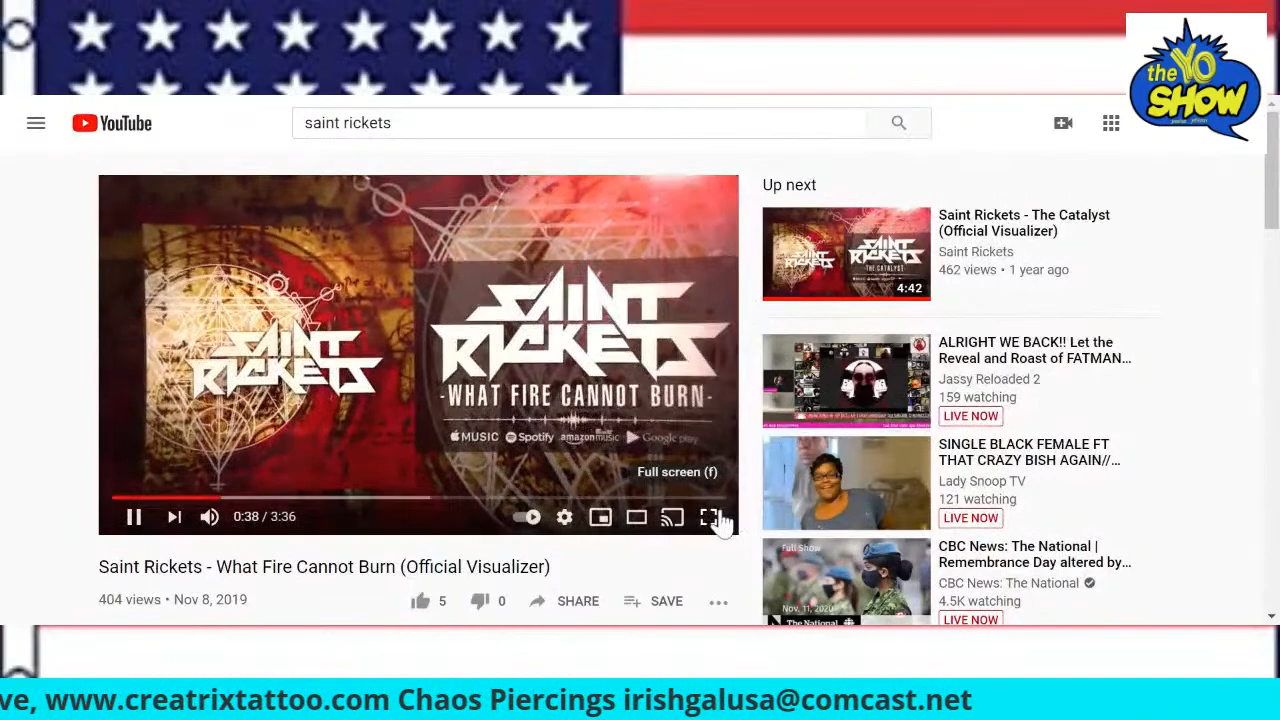 the YO
SHOW
YouTube
saint rickets
SAINT
RICKETS
SAINT
RICKETS
-WHAT FIRE CANNOT BURN-
MUSIC Spotify amazon music Google play
Full screen (f)
0:38 / 3:36
Saint Rickets - What Fire Cannot Burn (Official Visualizer)
404 views • Nov 8, 2019
5 0 SHARE SAVE
Up next
SAINT
RICKETS
SAINT
RICKETS
-THE CATALYST-
4:42
Saint Rickets - The Catalyst
(Official Visualizer)
Saint Rickets
462 views • 1 year ago
ALRIGHT WE BACK!! Let the
Reveal and Roast of FATMAN...
Jassy Reloaded 2
159 watching
LIVE NOW
SINGLE BLACK FEMALE FT
THAT CRAZY BISH AGAIN//...
Lady Snoop TV
121 watching
LIVE NOW
Full Show
Nov. 11, 2020
The National
CBC News: The National |
Remembrance Day altered by...
CBC News: The National
4.5K watching
LIVE NOW
ve, www.creatrixtattoo.com Chaos Piercings irishgalusa@comcast.net